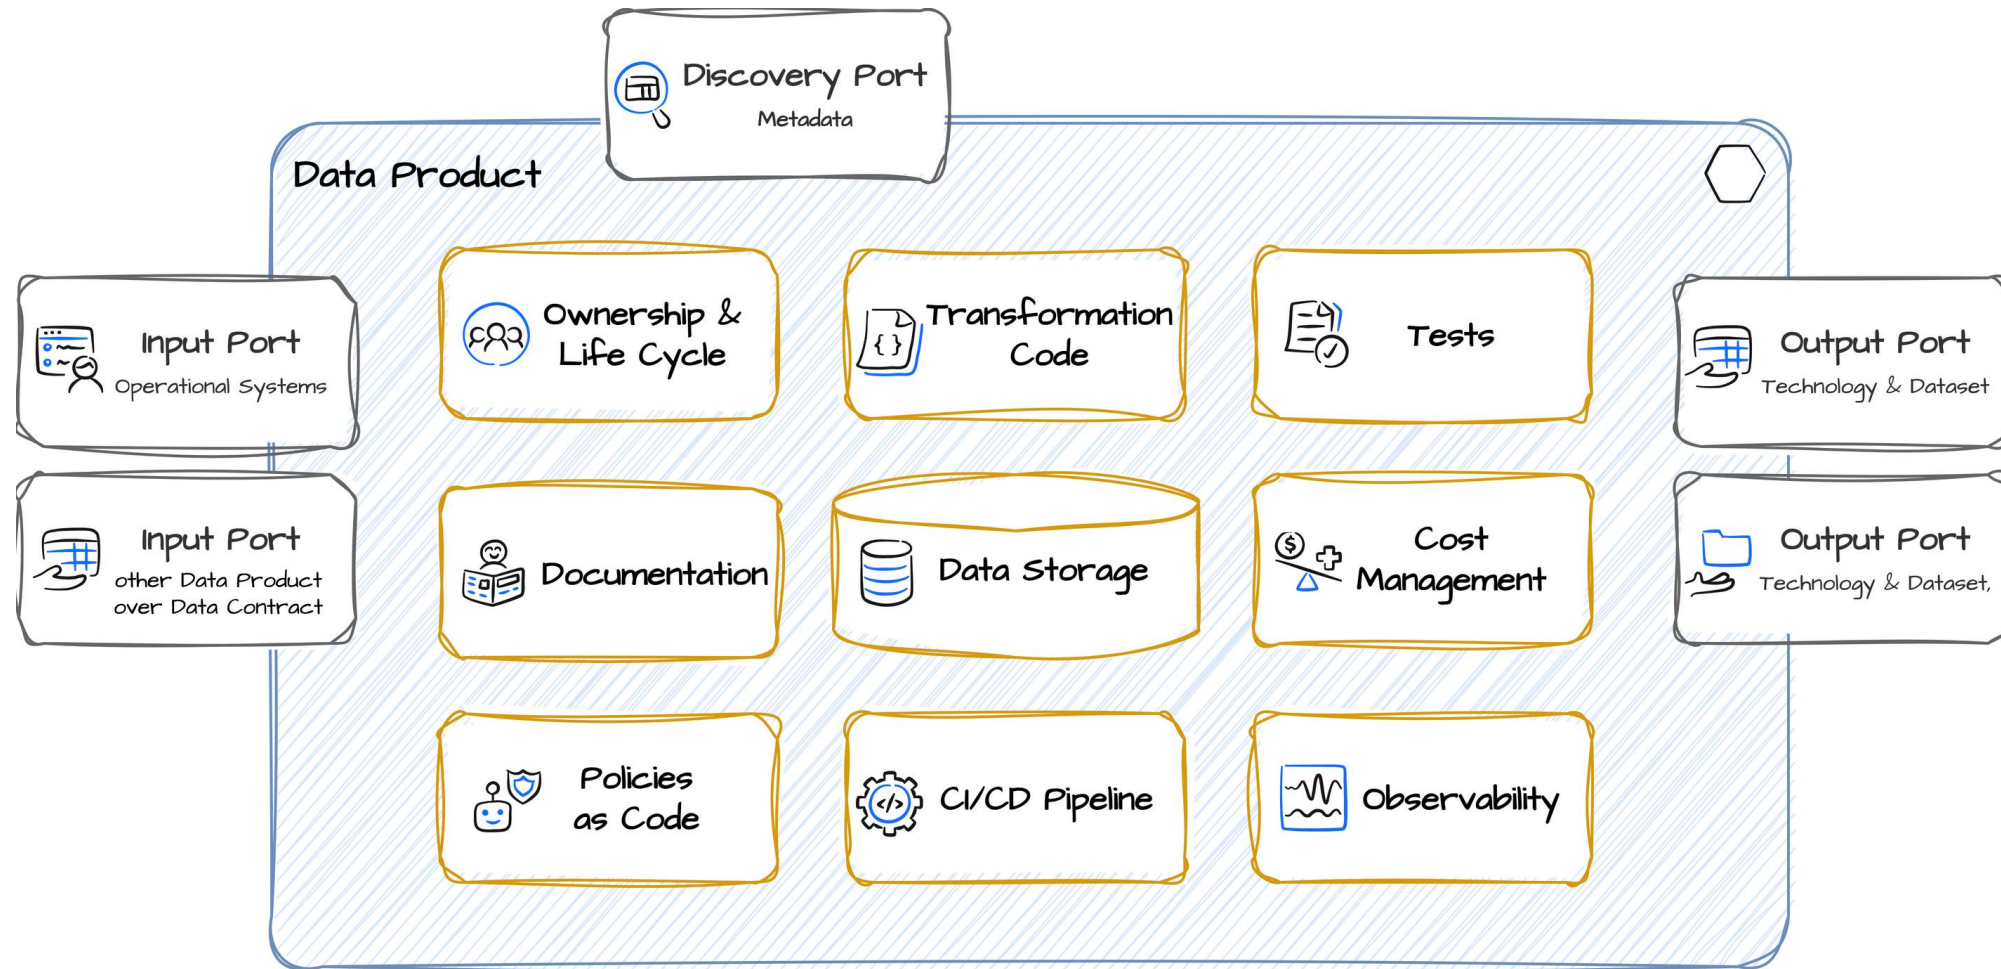 Discovery Port
Metadada
Data Product
Input Port
Operational Systems
Input Port
other Data Product
over Data Contract
Ownership &
Life Cycle
Transformation
Code
Tests
Documentation
Data Storage
Cost
Management
Policies
as Code
CI/CD Pipeline
Observability
Output Port
Technology & Dataset
Output Port
Technology & Dataset,